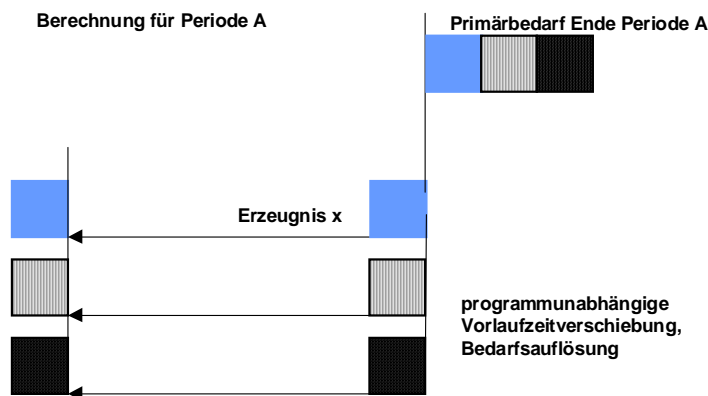 Berechnung für Periode A
Primärbedarf Ende Periode A
Erzeugnis x
programmunabhängige
Vorlaufzeitverschiebung,
Bedarfsauflösung